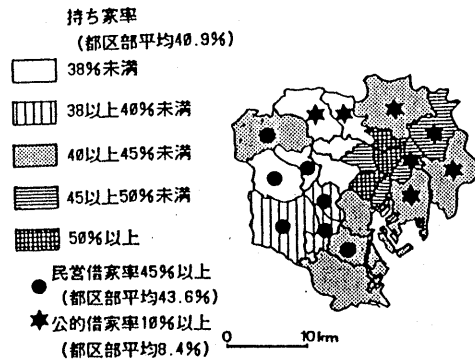 持ち家率
(都区部平均40.9%)
38%未満
38以上40%未満
40以上45%未満
45以上50%未満
50%以上
民営借家率45%以上
(都区部平均43.6%)
公的借家率10%以上
(都区部平均8.4%)
0 10km